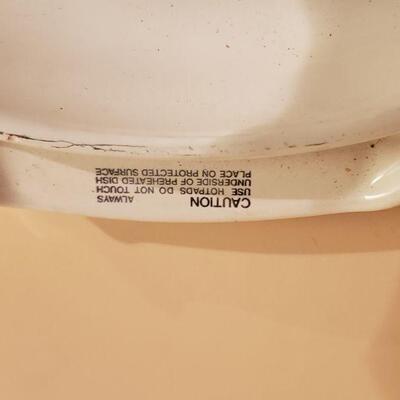 CAUTION ALWAYS
USE HOTPADS DO NOT TOUCH
UNDERSIDE OF PREHEATED DISH
PLACE ON PROTECTED SURFACE